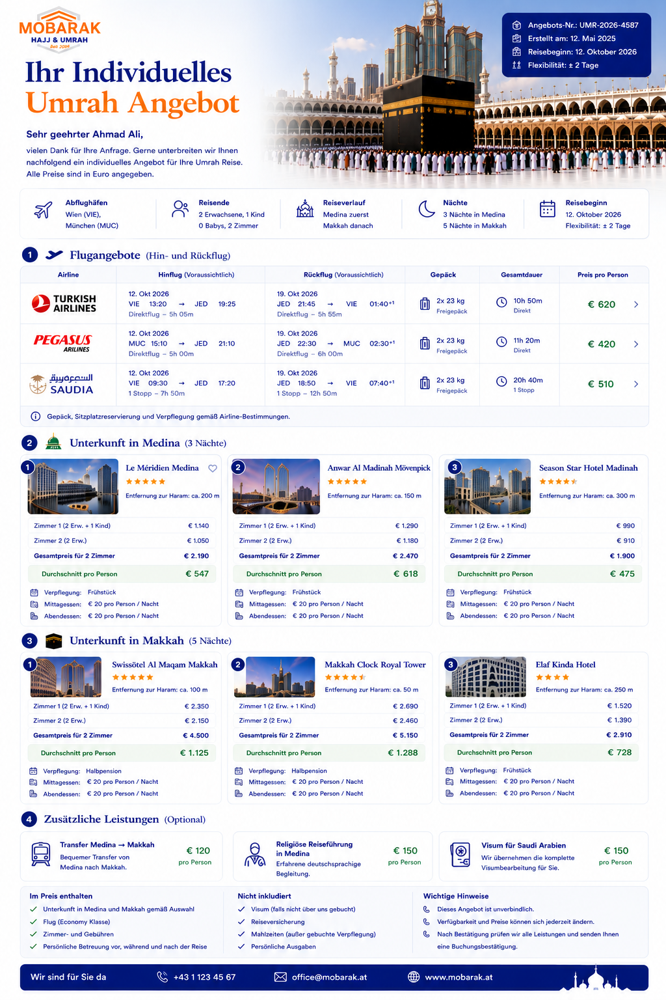 MOBARAK
HAJJ & UMRAH
Angebots-Nr.: UMR-2026-4587
Erstellt am: 12. Mai 2025
Reisebeginn: 12. Oktober 2026
Flexibilität: ± 2 Tage
Ihr Individuelles
Umrah Angebot
Sehr geehrter Ahmad Ali,
vielen Dank für Ihre Anfrage. Gerne unterbreiten wir Ihnen
nachfolgend ein individuelles Angebot für Ihre Umrah Reise.
Alle Preise sind in Euro angegeben.
Abflughäfen
Wien (VIE),
München (MUC)
Reisende
2 Erwachsene, 1 Kind
0 Babys, 2 Zimmer
Reiseverlauf
Medina zuerst
Makkah danach
Nächte
3 Nächte in Medina
5 Nächte in Makkah
Reisebeginn
12. Oktober 2026
Flexibilität: ± 2 Tage
1 Flugangebote (Hin- und Rückflug)
Airline Hinflug (Voraussichtlich) Rückflug (Voraussichtlich) Gepäck Gesamtdauer Preis pro Person
TURKISH AIRLINES
12. Okt 2026
VIE 13:20 → JED 19:25
Direktflug – 5h 05m
19. Okt 2026
JED 21:45 → VIE 01:40+1
Direktflug – 5h 55m
2x 23 kg
Freigepäck
10h 50m
Direkt
€ 620
PEGASUS
ARILINES
12. Okt 2026
MUC 15:10 → JED 21:10
Direktflug – 5h 00m
19. Okt 2026
JED 22:30 → MUC 02:30+1
Direktflug – 6h 00m
2x 23 kg
Freigepäck
11h 20m
Direkt
€ 420
SAUDIA
12. Okt 2026
VIE 09:30 → JED 17:20
1 Stopp – 7h 50m
19. Okt 2026
JED 18:50 → VIE 07:40+1
1 Stopp – 12h 50m
2x 23 kg
Freigepäck
20h 40m
1 Stopp
€ 510
Gepäck, Sitzplatzreservierung und Verpflegung gemäß Airline-Bestimmungen.
2 Unterkunft in Medina (3 Nächte)
1
Le Méridien Medina
Entfernung zur Haram: ca. 200 m
Zimmer 1 (2 Erw. + 1 Kind) € 1.140
Zimmer 2 (2 Erw.) € 1.050
Gesamtpreis für 2 Zimmer € 2.190
Durchschnitt pro Person € 547
Verpflegung: Frühstück
Mittagessen: € 20 pro Person / Nacht
Abendessen: € 20 pro Person / Nacht
2
Anwar Al Madinah Mövenpick
Entfernung zur Haram: ca. 150 m
Zimmer 1 (2 Erw. + 1 Kind) € 1.290
Zimmer 2 (2 Erw.) € 1.180
Gesamtpreis für 2 Zimmer € 2.470
Durchschnitt pro Person € 618
Verpflegung: Frühstück
Mittagessen: € 20 pro Person / Nacht
Abendessen: € 20 pro Person / Nacht
3
Season Star Hotel Madinah
Entfernung zur Haram: ca. 300 m
Zimmer 1 (2 Erw. + 1 Kind) € 990
Zimmer 2 (2 Erw.) € 910
Gesamtpreis für 2 Zimmer € 1.900
Durchschnitt pro Person € 475
Verpflegung: Frühstück
Mittagessen: € 20 pro Person / Nacht
Abendessen: € 20 pro Person / Nacht
3 Unterkunft in Makkah (5 Nächte)
1
Swissötel Al Maqam Makkah
Entfernung zur Haram: ca. 100 m
Zimmer 1 (2 Erw. + 1 Kind) € 2.350
Zimmer 2 (2 Erw.) € 2.150
Gesamtpreis für 2 Zimmer € 4.500
Durchschnitt pro Person € 1.125
Verpflegung: Halbpension
Mittagessen: € 20 pro Person / Nacht
Abendessen: € 20 pro Person / Nacht
2
Makkah Clock Royal Tower
Entfernung zur Haram: ca. 50 m
Zimmer 1 (2 Erw. + 1 Kind) € 2.690
Zimmer 2 (2 Erw.) € 2.460
Gesamtpreis für 2 Zimmer € 5.150
Durchschnitt pro Person € 1.288
Verpflegung: Halbpension
Mittagessen: € 20 pro Person / Nacht
Abendessen: € 20 pro Person / Nacht
3
Elaf Kinda Hotel
Entfernung zur Haram: ca. 250 m
Zimmer 1 (2 Erw. + 1 Kind) € 1.520
Zimmer 2 (2 Erw.) € 1.390
Gesamtpreis für 2 Zimmer € 2.910
Durchschnitt pro Person € 728
Verpflegung: Frühstück
Mittagessen: € 20 pro Person / Nacht
Abendessen: € 20 pro Person / Nacht
4 Zusätzliche Leistungen (Optional)
Transfer Medina → Makkah
Bequemer Transfer von
Medina nach Makkah.
€ 120
pro Person
Religiöse Reiseführung
in Medina
Erfahrene deutschsprachige
Begleitung.
€ 150
pro Person
Visum für Saudi Arabien
Wir übernehmen die komplette
Visumbearbeitung für Sie.
€ 150
pro Person
Im Preis enthalten
Unterkunft in Medina und Makkah gemäß Auswahl
Flug (Economy Klasse)
Zimmer- und Gebühren
Persönliche Betreuung vor, während und nach der Reise
Nicht inkludiert
Visum (falls nicht über uns gebucht)
Reiseversicherung
Mahlzeiten (außer gebuchte Verpflegung)
Persönliche Ausgaben
Wichtige Hinweise
Dieses Angebot ist unverbindlich.
Verfügbarkeit und Preise können sich jederzeit ändern.
Nach Bestätigung prüfen wir alle Leistungen und senden Ihnen
eine Buchungsbestätigung.
Wir sind für Sie da
+43 1 123 45 67
office@mobarak.at
www.mobarak.at